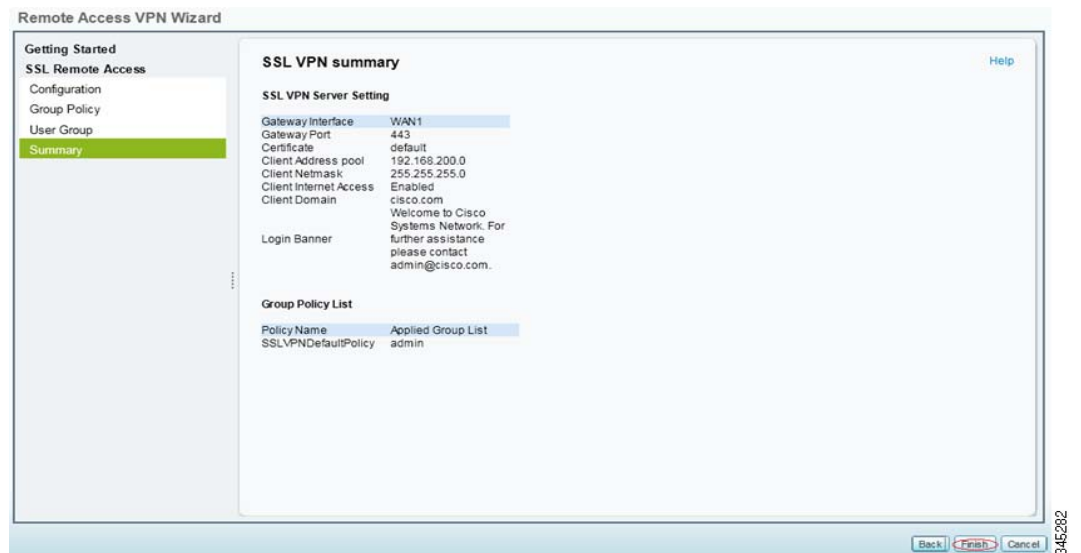 Remote Access VPN Wizard
Getting Started
SSL Remote Access
Configuration
Group Policy
User Group
Summary
SSL VPN summary
Help
SSL VPN Server Setting
Gateway Interface WAN1
Gateway Port 443
Certificate default
Client Address pool 192.168.200.0
Client Netmask 255.255.255.0
Client Internet Access Enabled
Client Domain cisco.com
Login Banner
Welcome to Cisco
Systems Network. For
further assistance
please contact
admin@cisco.com.
Group Policy List
Policy Name Applied Group List
SSLVPNDefaultPolicy admin
Back Finish Cancel
345282